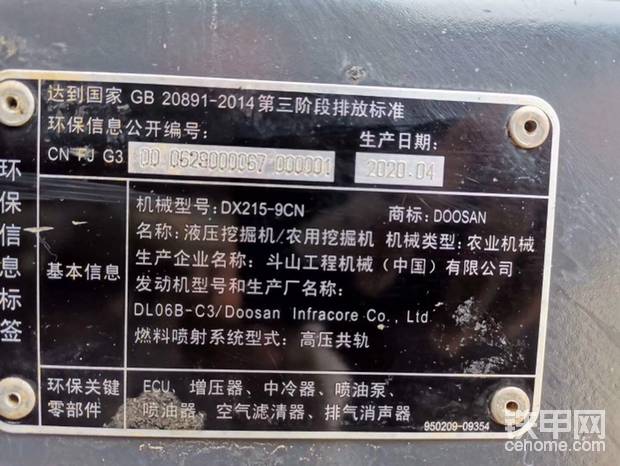 达到国家 GB 20891-2014第三阶段排放标准
环保信息公开编号:
生产日期:
CN FJ G3 00 0629000067 000001
2020.04
环保信息标签
基本信息
机械型号:DX215-9CN 商标:DOOSAN
名称:液压挖掘机/农用挖掘机 机械类型:农业机械
生产企业名称:斗山工程机械(中国)有限公司
发动机型号和生产厂名称:
DL06B-C3/Doosan Infracore Co., Ltd
燃料喷射系统型式:高压共轨
环保关键
零部件
ECU、增压器、中冷器、喷油泵、
喷油器、空气滤清器、排气消声器
950209-09354
铁甲网
cehome.com